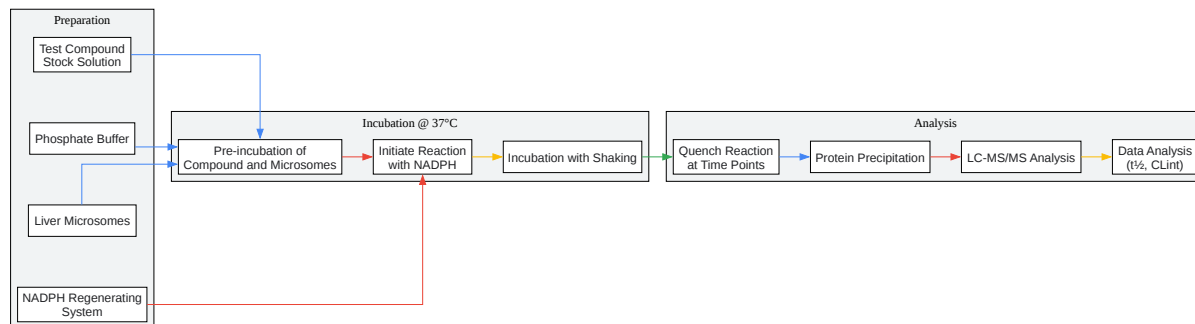 Preparation
Test Compound
Stock Solution
Phosphate Buffer
Liver Microsomes
NADPH Regenerating
System
Incubation @ 37°C
Pre-incubation of
Compound and Microsomes
Initiate Reaction
with NADPH
Incubation with Shaking
Analysis
Quench Reaction
at Time Points
Protein Precipitation
LC-MS/MS Analysis
Data Analysis
(t½, CLint)